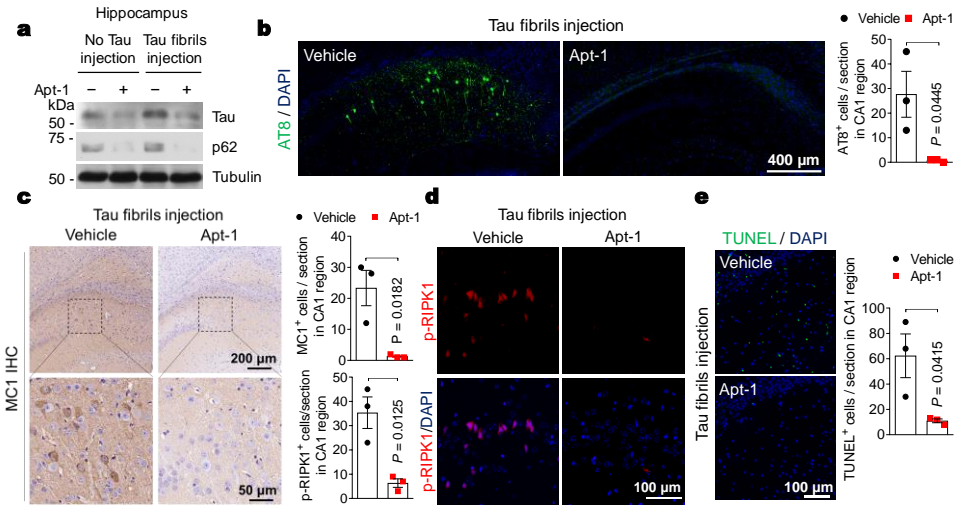 a
Hippocampus
No Tau injection
Tau fibrils injection
Apt-1
– + – +
kDa
50 -
Tau
75 -
p62
50 -
Tubulin
b
Tau fibrils injection
AT8 / DAPI
Vehicle
Apt-1
400 µm
Vehicle Apt-1
AT8+ cells / section
in CA1 region
50
40
30
20
10
0
P = 0.0445
c
Tau fibrils injection
Vehicle
Apt-1
MC1 IHC
200 µm
50 µm
Vehicle Apt-1
MC1+ cells / section
in CA1 region
40
30
20
10
0
P = 0.0182
p-RIPK1+ cells/section
in CA1 region
50
40
30
20
10
0
P = 0.0125
d
Tau fibrils injection
Vehicle
Apt-1
p-RIPK1
p-RIPK1/DAPI
100 µm
e
TUNEL / DAPI
Tau fibrils injection
Vehicle
Apt-1
100 µm
Vehicle
Apt-1
TUNEL+ cells / section in CA1 region
100
80
60
40
20
0
P = 0.0415